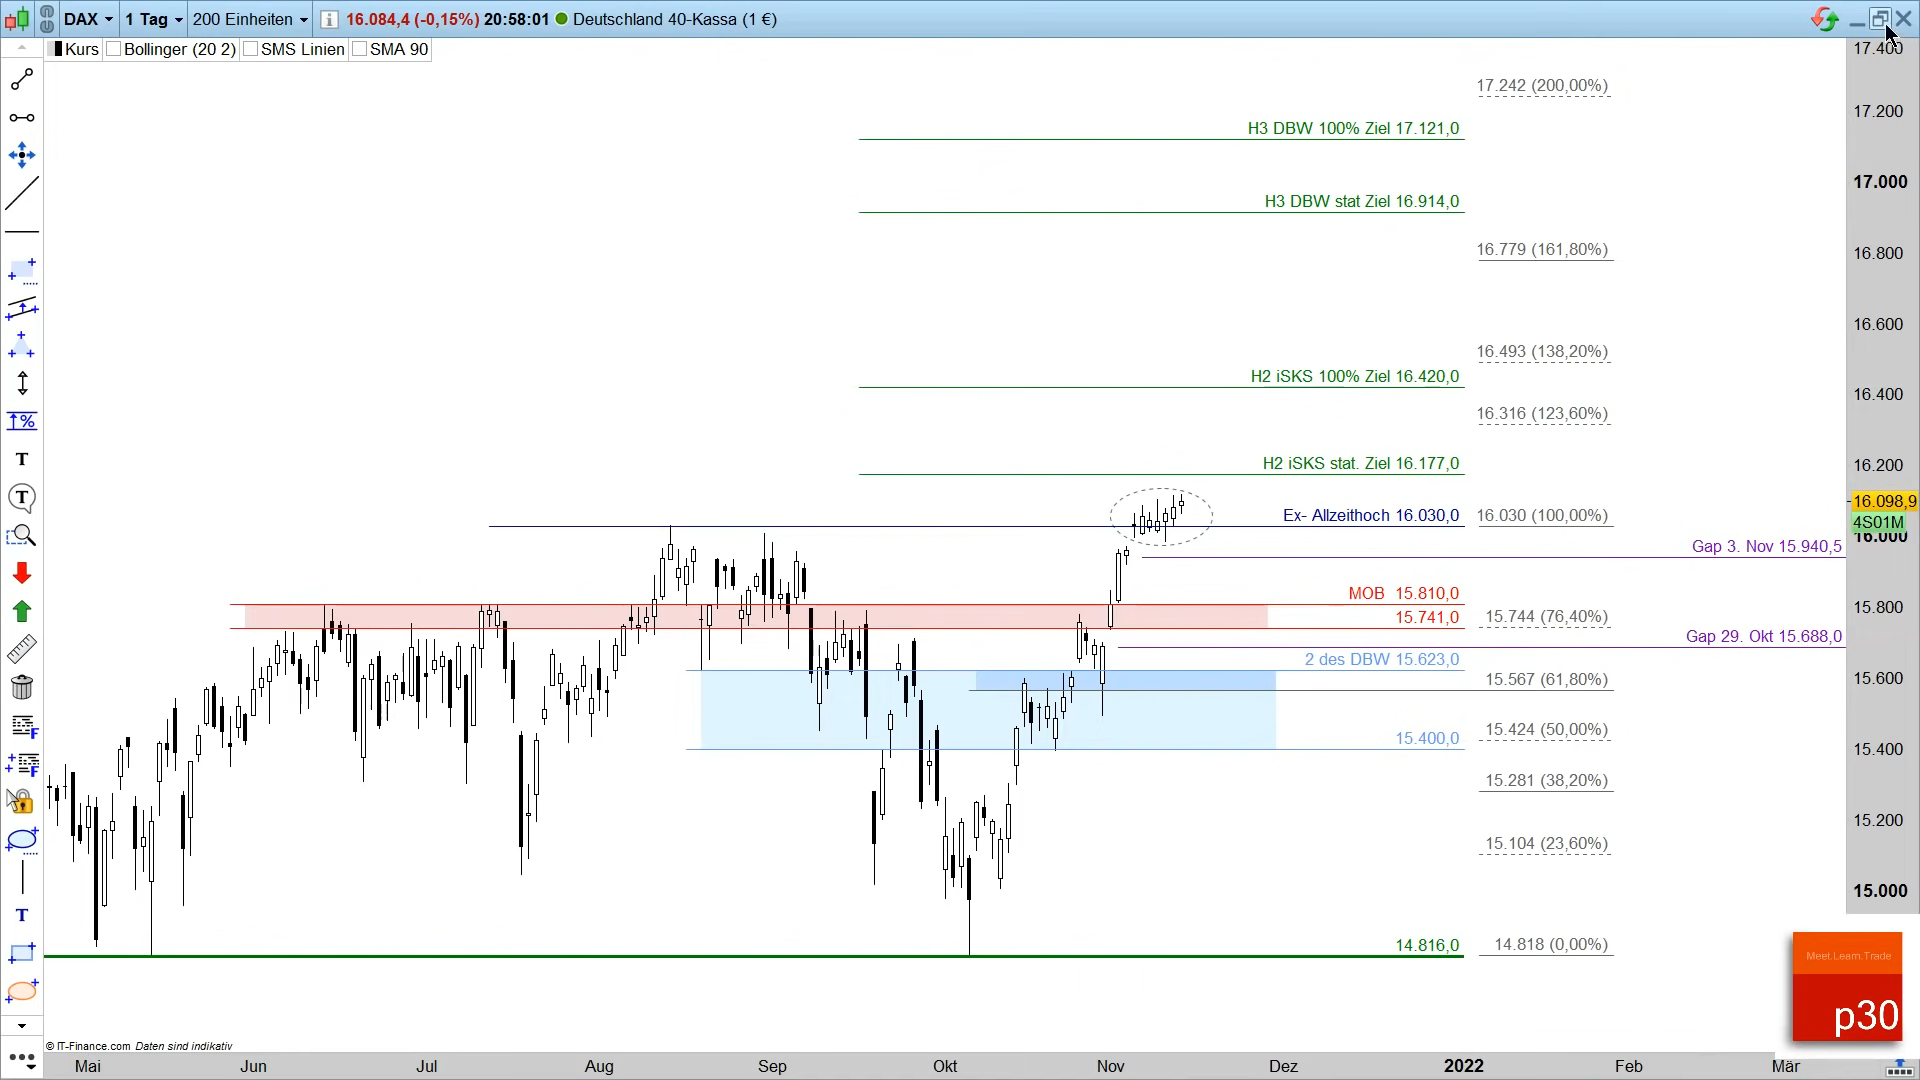 DAX 1 Tag 200 Einheiten 16.084,4 (-0,15%) 20:58:01 Deutschland 40-Kassa (1 €)
Kurs Bollinger (20 2) SMS Linien SMA 90
17.400
17.242 (200,00%)
17.200
H3 DBW 100% Ziel 17.121,0
17.000
H3 DBW stat Ziel 16.914,0
16.779 (161,80%)
16.800
16.600
16.493 (138,20%)
H2 iSKS 100% Ziel 16.420,0
16.400
16.316 (123,60%)
H2 iSKS stat. Ziel 16.177,0
16.200
16.098,9
Ex- Allzeithoch 16.030,0
16.030 (100,00%)
4S01M
16.000
Gap 3. Nov 15.940,5
MOB 15.810,0
15.800
15.741,0
15.744 (76,40%)
Gap 29. Okt 15.688,0
2 des DBW 15.623,0
15.567 (61,80%)
15.600
15.424 (50,00%)
15.400,0
15.400
15.281 (38,20%)
15.200
15.104 (23,60%)
15.000
14.816,0
14.818 (0,00%)
Meet.Learn.Trade
p30
T
T
T
%
F
F
© IT-Finance.com Daten sind indikativ
Mai Jun Jul Aug Sep Okt Nov Dez 2022 Feb Mär